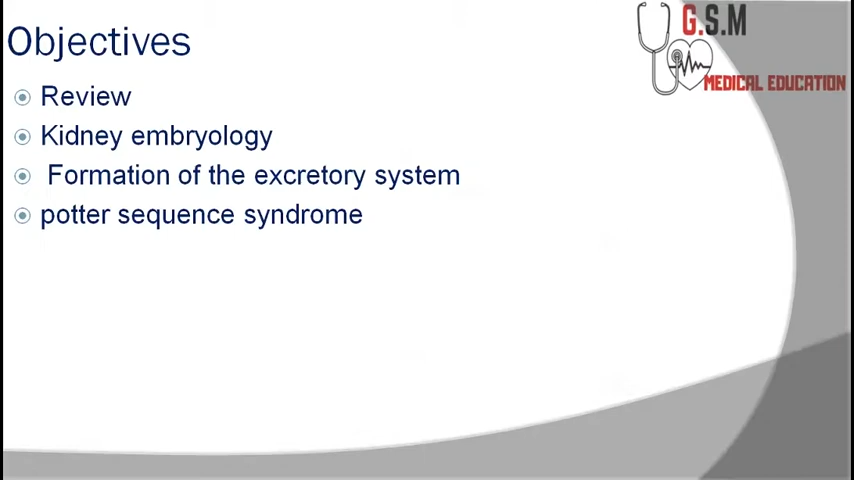 Objectives
G.S.M
MEDICAL EDUCATION
Review
Kidney embryology
Formation of the excretory system
potter sequence syndrome